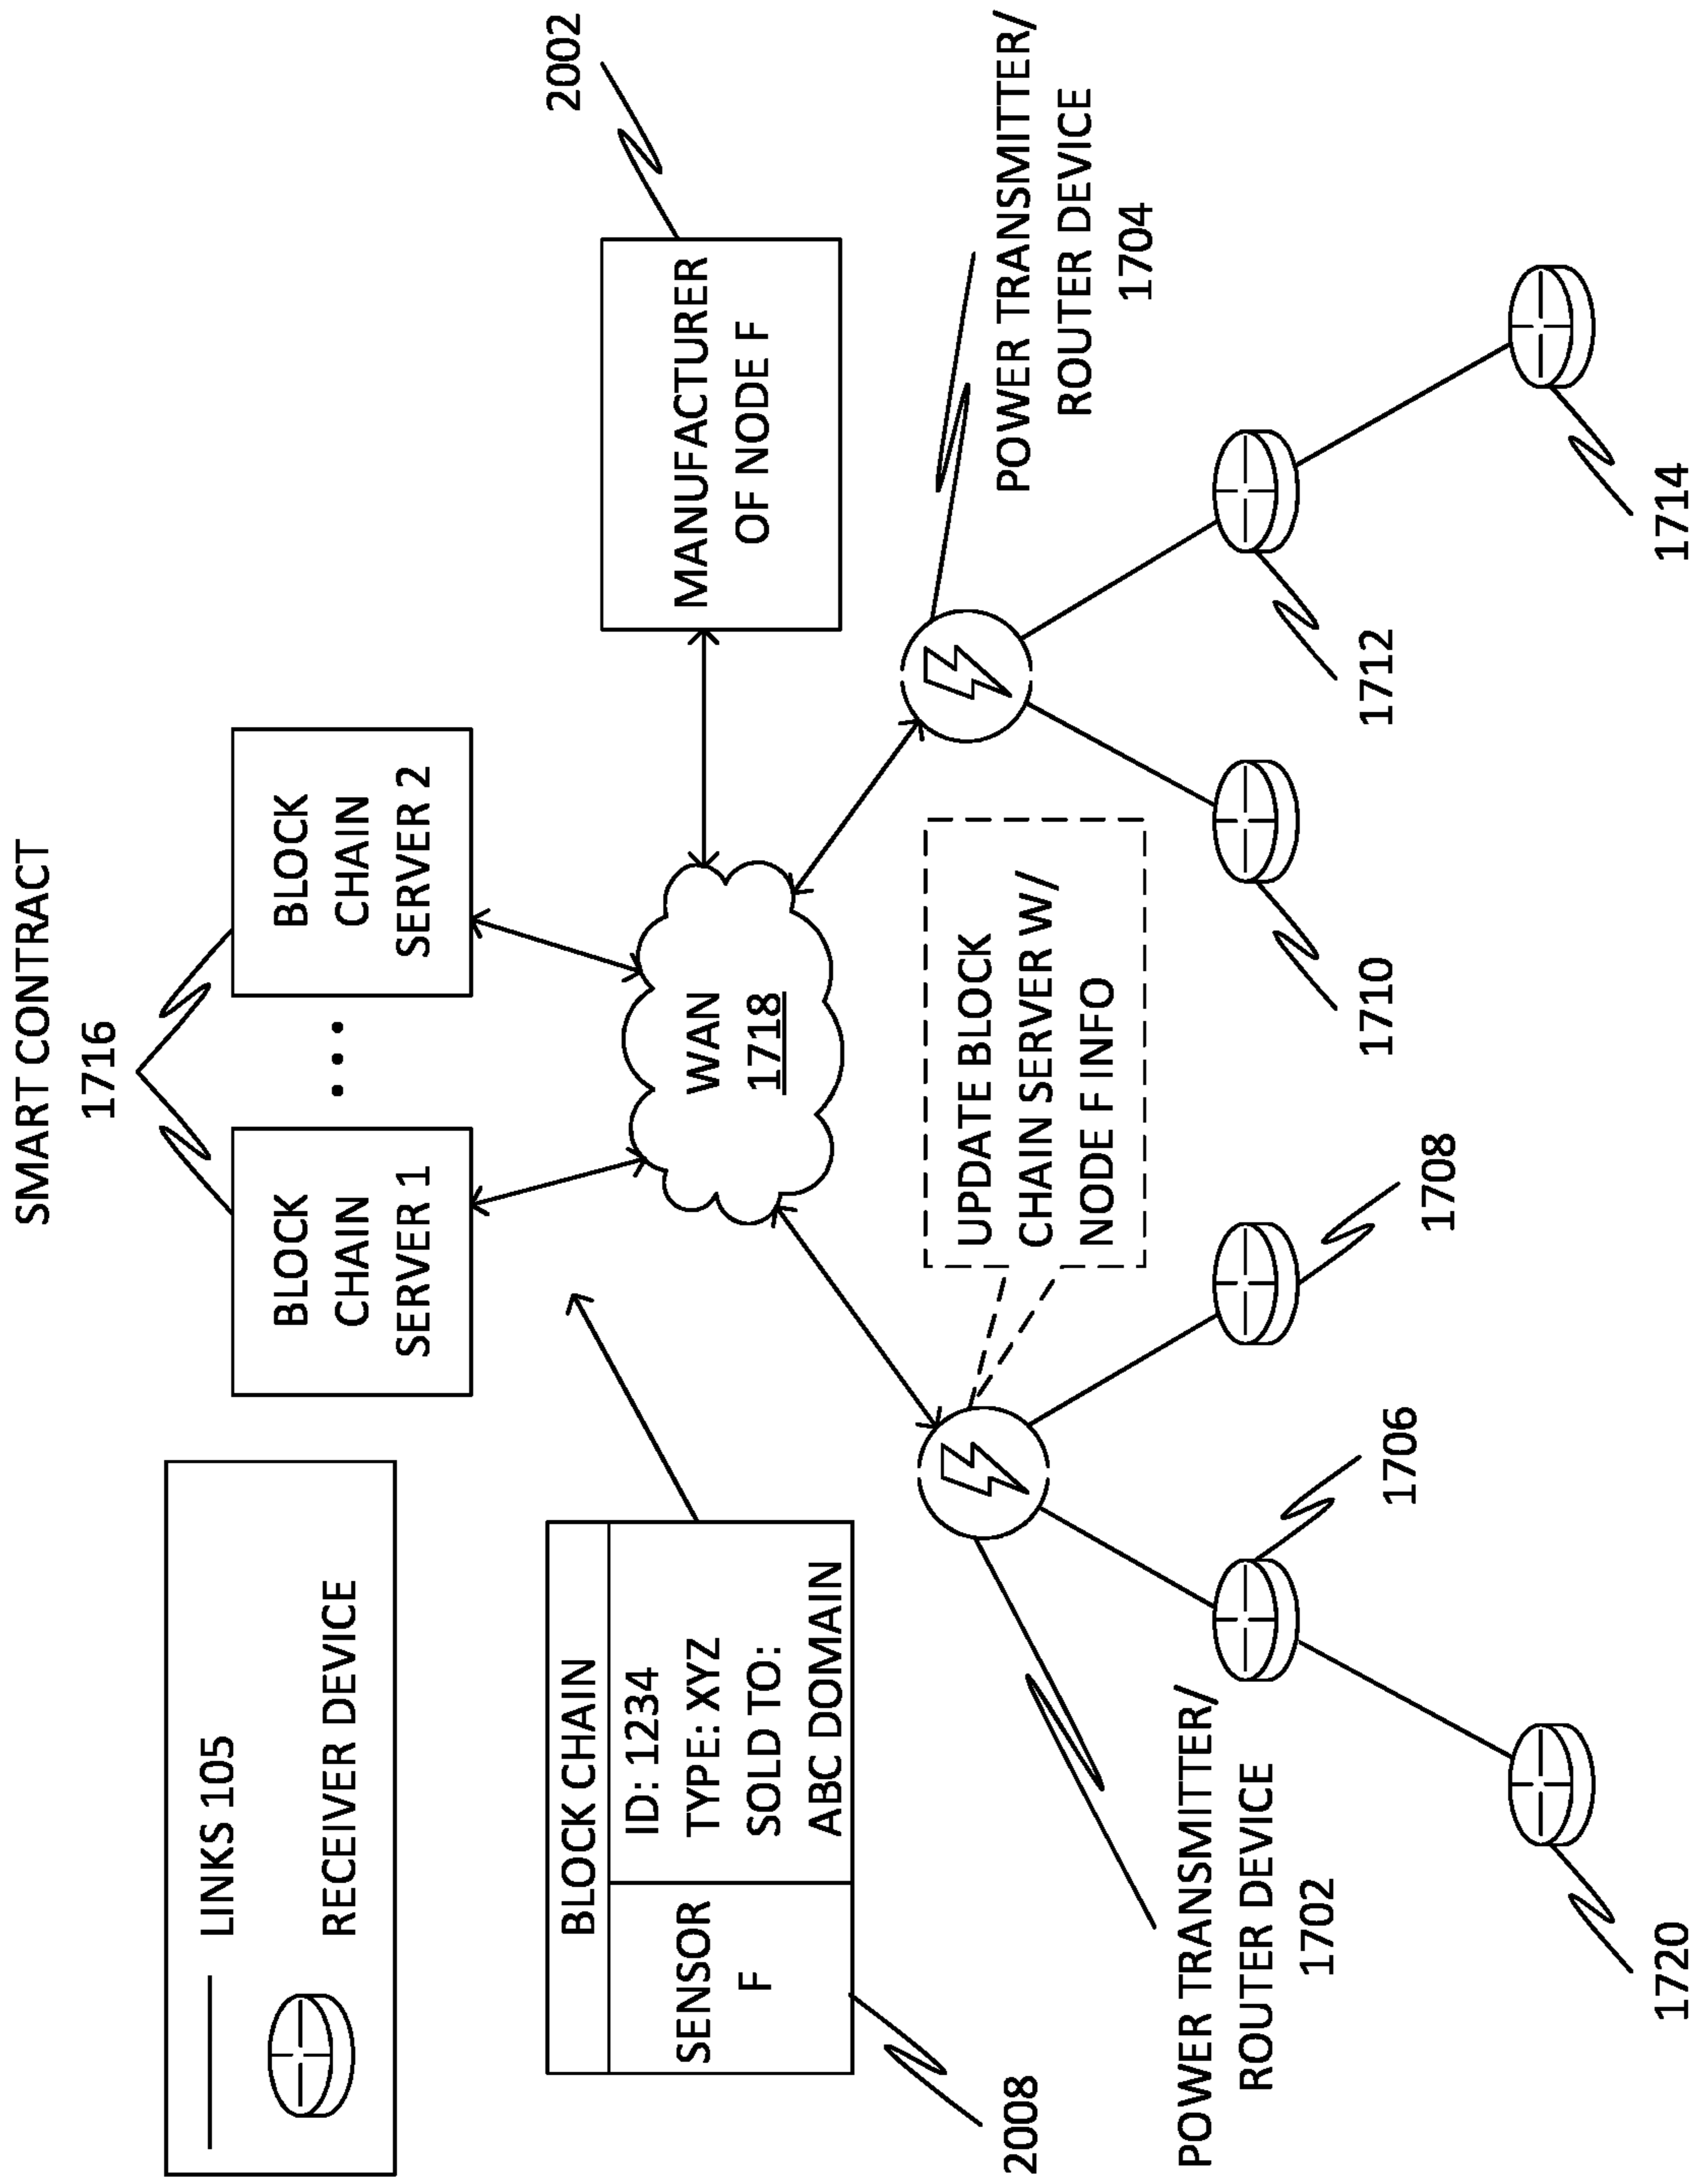 SMART CONTRACT
1716
LINKS 105
RECEIVER DEVICE
BLOCK
CHAIN
SERVER 1
...
BLOCK
CHAIN
SERVER 2
2002
MANUFACTURER
OF NODE F
BLOCK CHAIN
SENSOR
F
ID: 1234
TYPE: XYZ
SOLD TO:
ABC DOMAIN
2008
WAN
1718
UPDATE BLOCK
CHAIN SERVER W/
NODE F INFO
POWER TRANSMITTER/
ROUTER DEVICE
1704
POWER TRANSMITTER/
ROUTER DEVICE
1702
1706
1708
1710
1712
1720
1714